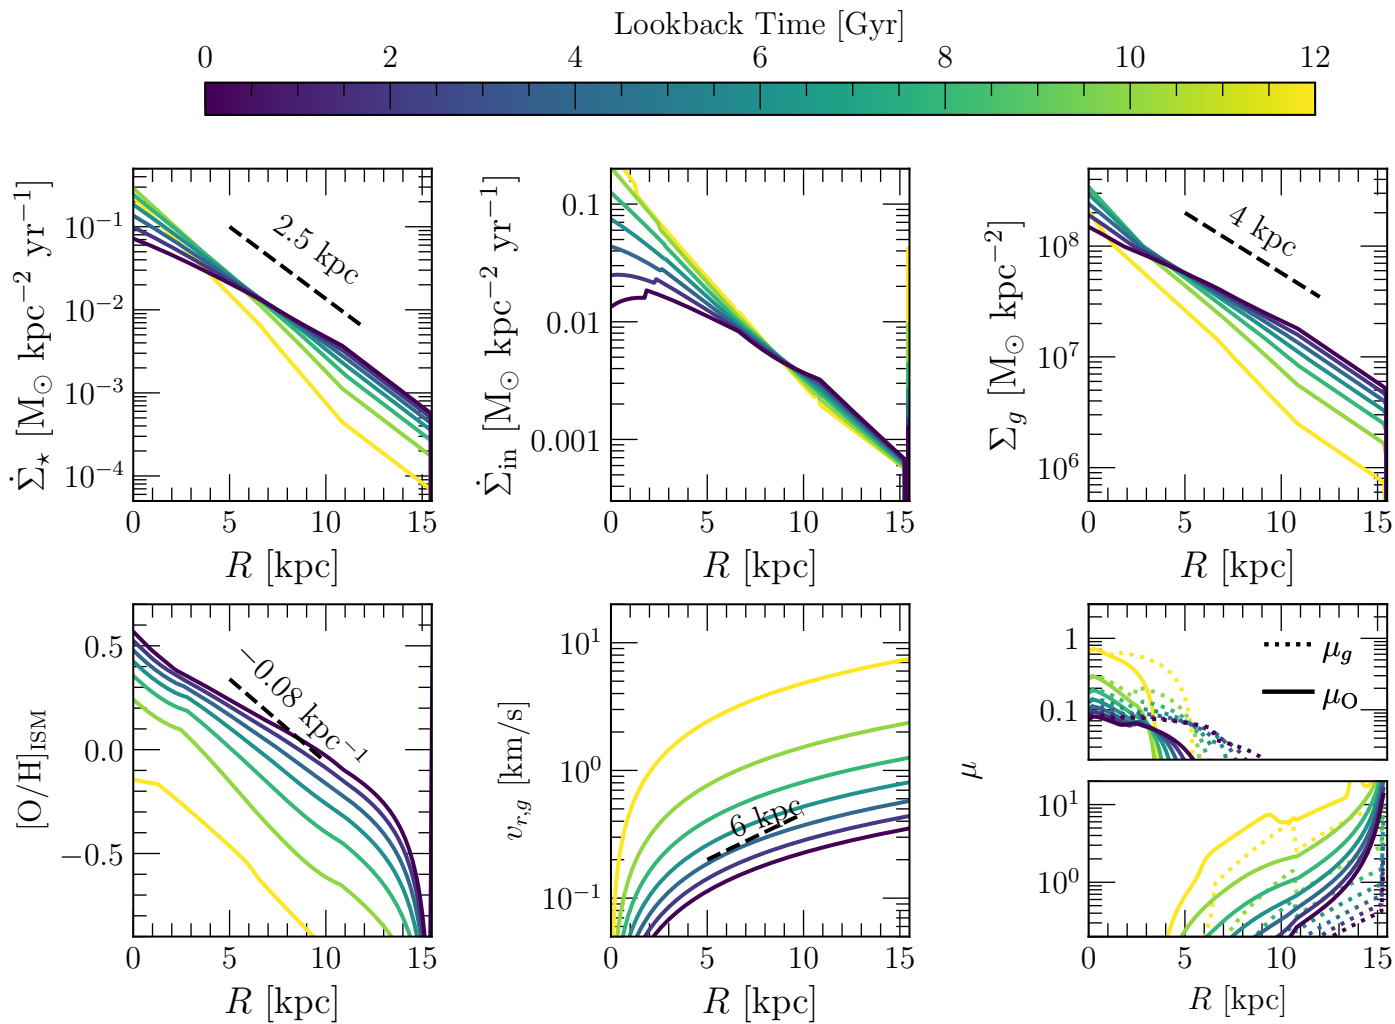 Lookback Time [Gyr]
0 2 4 6 8 10 12
Σ̇⋆ [M⊙ kpc⁻² yr⁻¹]
10⁻¹
10⁻²
10⁻³
10⁻⁴
2.5 kpc
0 5 10 15
R [kpc]
Σ̇in [M⊙ kpc⁻² yr⁻¹]
0.1
0.01
0.001
0 5 10 15
R [kpc]
Σg [M⊙ kpc⁻²]
10⁸
10⁷
10⁶
4 kpc
0 5 10 15
R [kpc]
[O/H]ISM
0.5
0.0
−0.5
−0.08 kpc⁻¹
0 5 10 15
R [kpc]
vr,g [km/s]
10¹
10⁰
10⁻¹
6 kpc
0 5 10 15
R [kpc]
μ
1
0.1
μg
μO
10¹
10⁰
0 5 10 15
R [kpc]